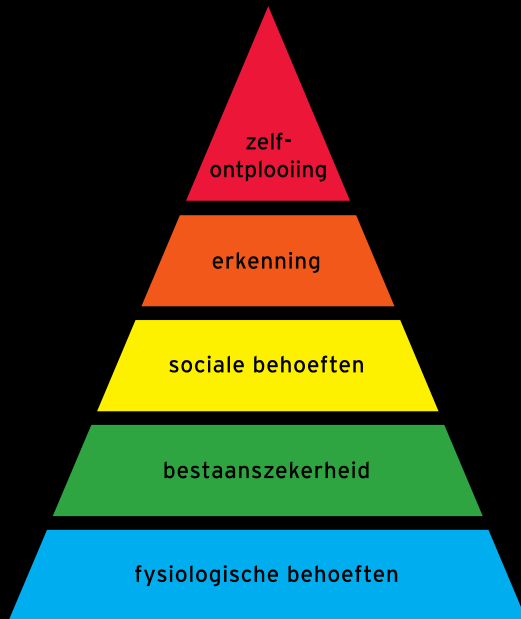 zelf-
ontplooiing
erkenning
sociale behoeften
bestaanszekerheid
fysiologische behoeften